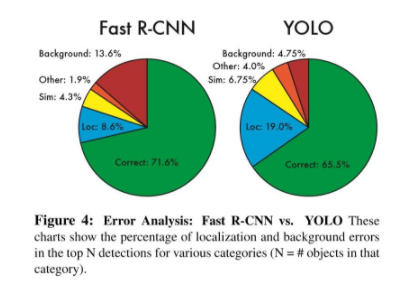 Fast R-CNN
Background: 13.6%
Other: 1.9%
Sim: 4.3%
Loc: 8.6%
Correct: 71.6%
YOLO
Background: 4.75%
Other: 4.0%
Sim: 6.75%
Loc: 19.0%
Correct: 65.5%
Figure 4: Error Analysis: Fast R-CNN vs. YOLO These
charts show the percentage of localization and background errors
in the top N detections for various categories (N = # objects in that
category).